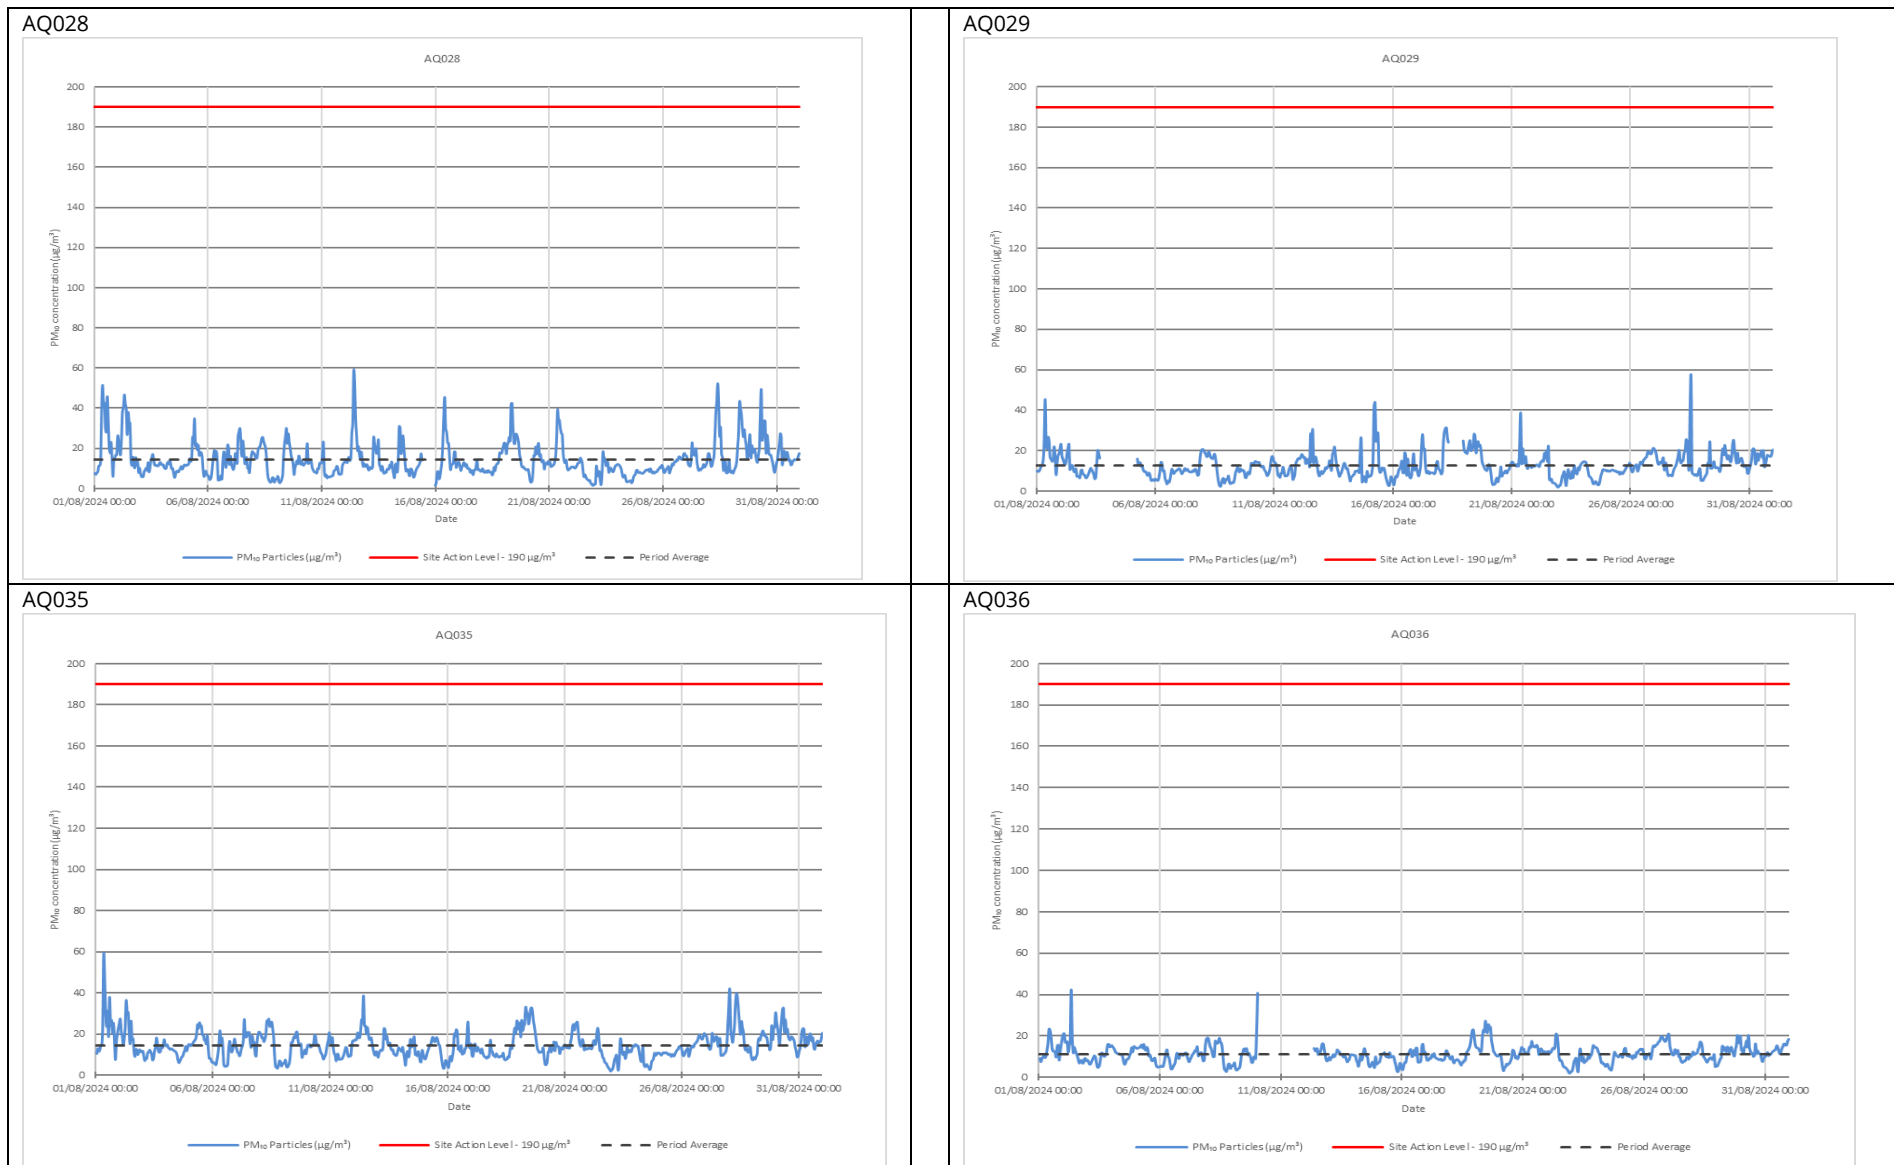 AQ028
AQ028
200
180
160
140
120
100
80
60
40
20
0
PM₁₀ concentration (µg/m³)
01/08/2024 00:00 06/08/2024 00:00 11/08/2024 00:00 16/08/2024 00:00 21/08/2024 00:00 26/08/2024 00:00 31/08/2024 00:00
Date
PM₁₀ Particles (µg/m³) Site Action Level - 190 µg/m³ Period Average
AQ029
AQ029
200
180
160
140
120
100
80
60
40
20
0
PM₁₀ concentration (µg/m³)
01/08/2024 00:00 06/08/2024 00:00 11/08/2024 00:00 16/08/2024 00:00 21/08/2024 00:00 26/08/2024 00:00 31/08/2024 00:00
Date
PM₁₀ Particles (µg/m³) Site Action Level - 190 µg/m³ Period Average
AQ035
AQ035
200
180
160
140
120
100
80
60
40
20
0
PM₁₀ concentration (µg/m³)
01/08/2024 00:00 06/08/2024 00:00 11/08/2024 00:00 16/08/2024 00:00 21/08/2024 00:00 26/08/2024 00:00 31/08/2024 00:00
Date
PM₁₀ Particles (µg/m³) Site Action Level - 190 µg/m³ Period Average
AQ036
AQ036
200
180
160
140
120
100
80
60
40
20
0
PM₁₀ concentration (µg/m³)
01/08/2024 00:00 06/08/2024 00:00 11/08/2024 00:00 16/08/2024 00:00 21/08/2024 00:00 26/08/2024 00:00 31/08/2024 00:00
Date
PM₁₀ Particles (µg/m³) Site Action Level - 190 µg/m³ Period Average